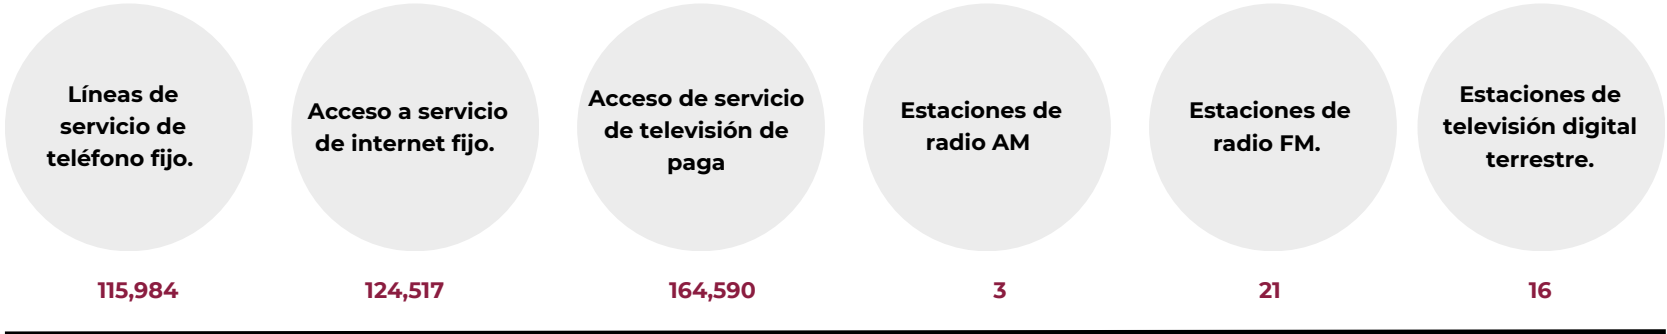 Líneas de
servicio de
teléfono fijo.
Acceso a servicio
de internet fijo.
Acceso de servicio
de televisión de
paga
Estaciones de
radio AM
Estaciones de
radio FM.
Estaciones de
televisión digital
terrestre.
115,984
124,517
164,590
3
21
16